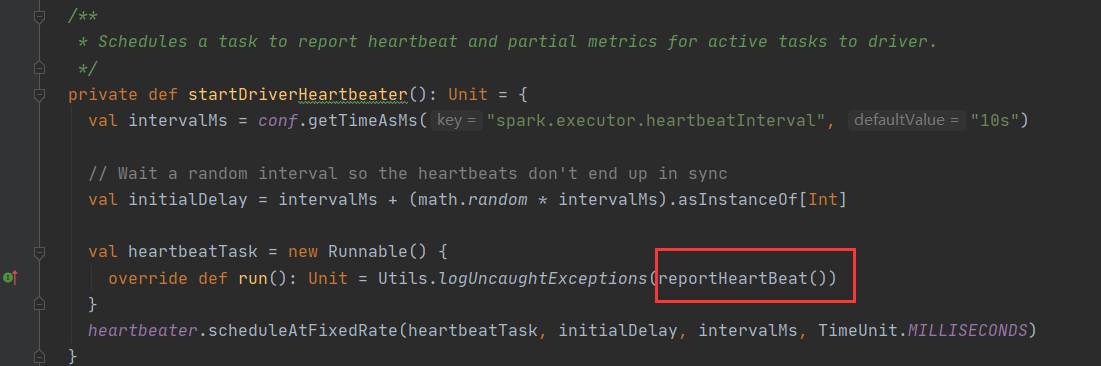 /**
 * Schedules a task to report heartbeat and partial metrics for active tasks to driver.
 */
private def startDriverHeartbeater(): Unit = {
  val intervalMs = conf.getTimeAsMs( key = "spark.executor.heartbeatInterval", defaultValue = "10s")
  // Wait a random interval so the heartbeats don't end up in sync
  val initialDelay = intervalMs + (math.random * intervalMs).asInstanceOf[Int]
  val heartbeatTask = new Runnable() {
    override def run(): Unit = Utils.logUncaughtExceptions(reportHeartBeat())
  }
  heartbeater.scheduleAtFixedRate(heartbeatTask, initialDelay, intervalMs, TimeUnit.MILLISECONDS)
}